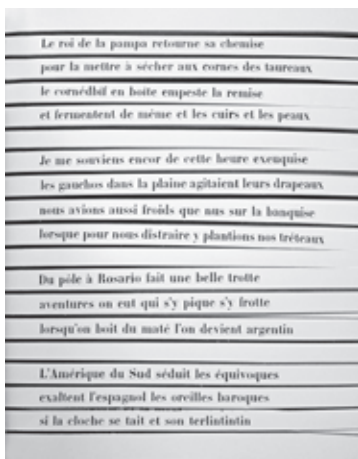 Le roi de la pampa retourne sa chemise
pour la mettre à sécher aux cornes des taureaux
le cornédbîf en boîte empeste la remise
et fermentent de même et les cuirs et les peaux
Je me souviens encor de cette heure exeuquise
les gauchos dans la plaine agitaient leurs drapeaux
nous avions aussi froids que nus sur la banquise
lorsque pour nous distraire y plantions nos tréteaux
Du pôle à Rosario fait une belle trotte
aventures on eut qui s'y pique s'y frotte
lorsqu'on boit du maté l'on devient argentin
L'Amérique du Sud séduit les équivoques
exaltent l'espagnol les oreilles baroques
si la cloche se tait et son terlintintin